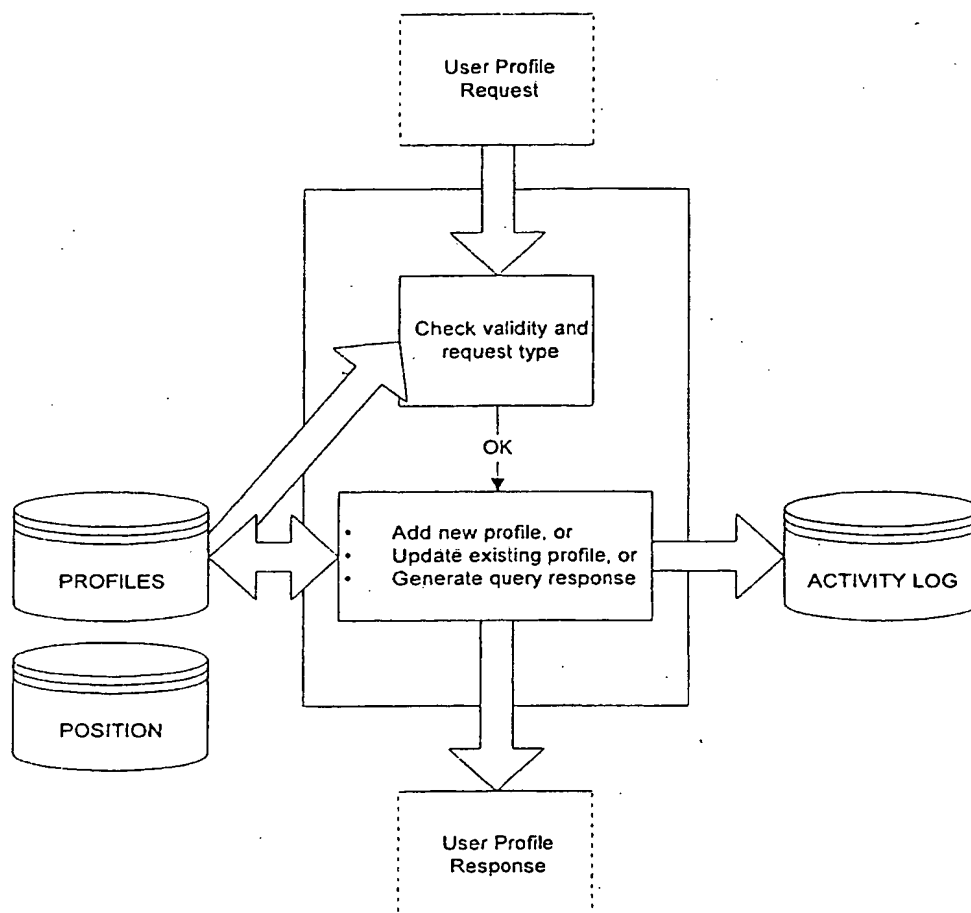 User Profile
Request
Check validity and
request type
OK
PROFILES
• Add new profile, or
• Update existing profile, or
• Generate query response
ACTIVITY LOG
POSITION
User Profile
Response